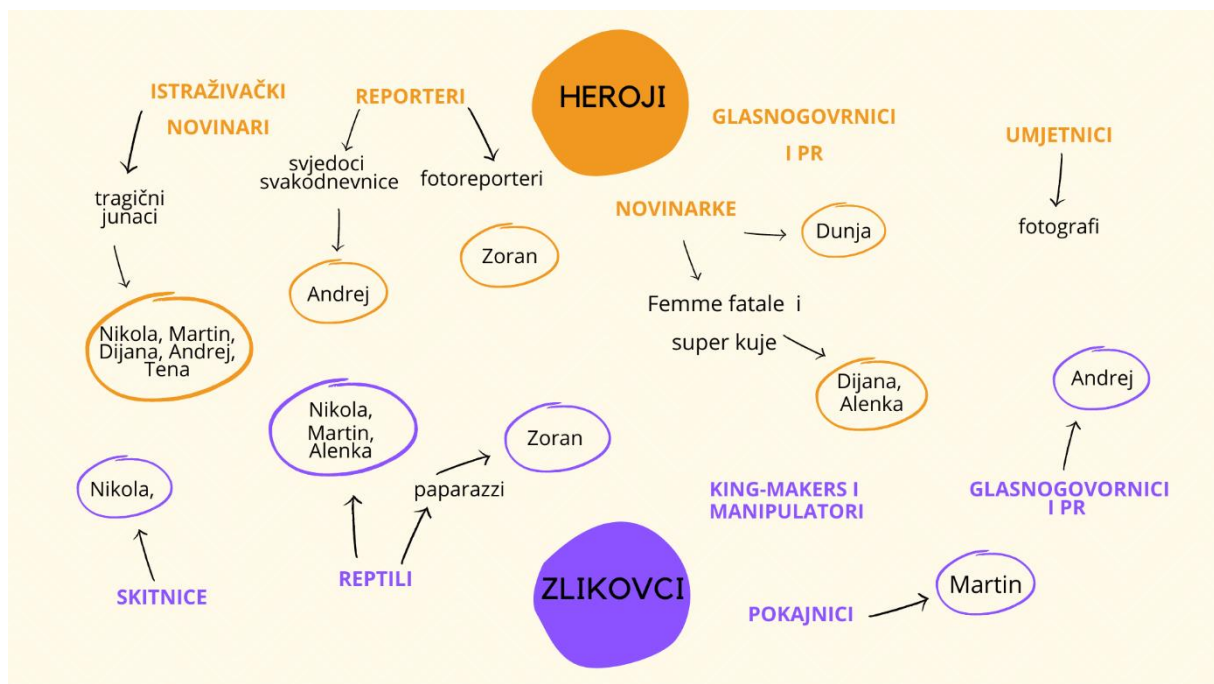 HEROJI
ISTRAŽIVAČKI
NOVINARI
tragični
junaci
Nikola, Martin,
Dijana, Andrej,
Tena
REPORTERI
svjedoci
svakodnevnice
Andrej
fotoreporteri
Zoran
GLASNOGOVRNICI
I PR
NOVINARKE
Dunja
Femme fatale i
super kuje
Dijana,
Alenka
UMJETNICI
fotografi
Nikola,
SKITNICE
Nikola,
Martin,
Alenka
Zoran
paparazzi
REPTILI
ZLIKOVCI
KING-MAKERS I
MANIPULATORI
POKAJNICI
Martin
Andrej
GLASNOGOVORNICI
I PR